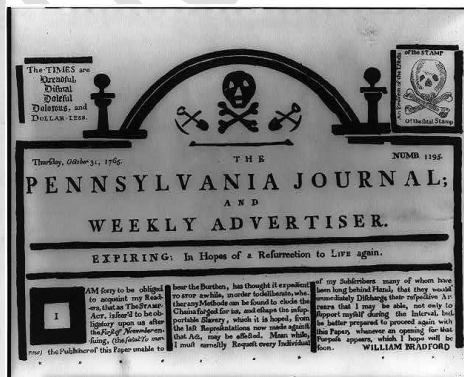 The TIMES are
Dreadful,
Dismal
Doleful
Dolorous, and
DOLLAR-LESS.
of the STAMP
An Emblem of the Effects
Of the fatal Stamp
Thursday, October 31, 1765.
NUMB 1195.
THE
PENNSYLVANIA JOURNAL;
AND
WEEKLY ADVERTISER.
EXPIRING: In Hopes of a Resurrection to LIFE again.
I AM sorry to be obliged
to acquaint my Read-
ers, that as The STAMP-
Act, is fear'd to be ob-
ligatory upon us after
the First of November en-
suing, (the fatal To mor-
row) the Publisher of this Paper unable to
bear the Burthen, has thought it expedient
TO STOP awhile, in order to deliberate, whe-
ther any Methods can be found to elude the
Chains forged for us, and escape the insup-
portable Slavery, which it is hoped, from
the last Representations now made against
that Act, may be effected. Mean while,
I must earnestly Request every Individual
of my Subscribers many of whom have
been long behind Hand, that they would
immediately Discharge their respective Ar-
rears that I may be able, not only to
support myself during the Interval, but
be better prepared to proceed again with
this Paper, whenever an opening for that
Purpose appears, which I hope will be
soon. WILLIAM BRADFORD